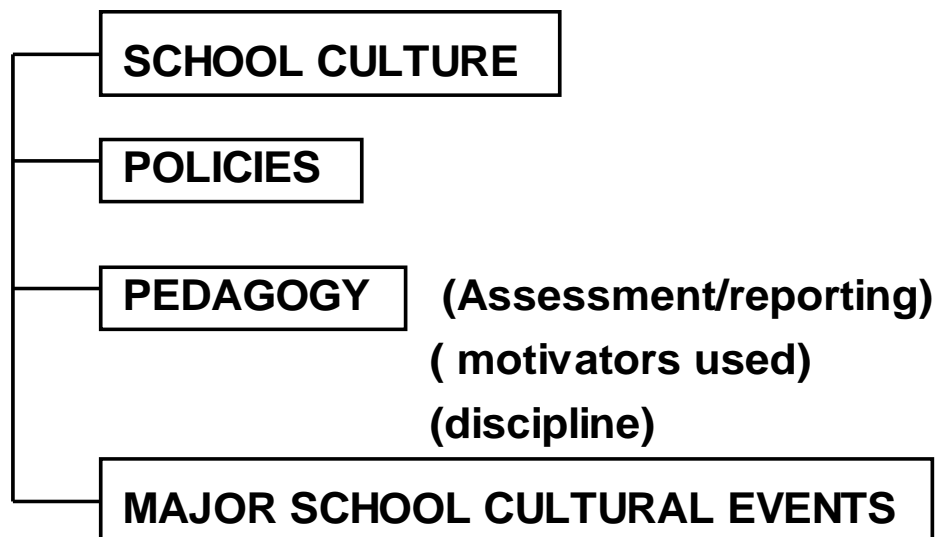 SCHOOL CULTURE
POLICIES
PEDAGOGY (Assessment/reporting)
( motivators used)
(discipline)
MAJOR SCHOOL CULTURAL EVENTS